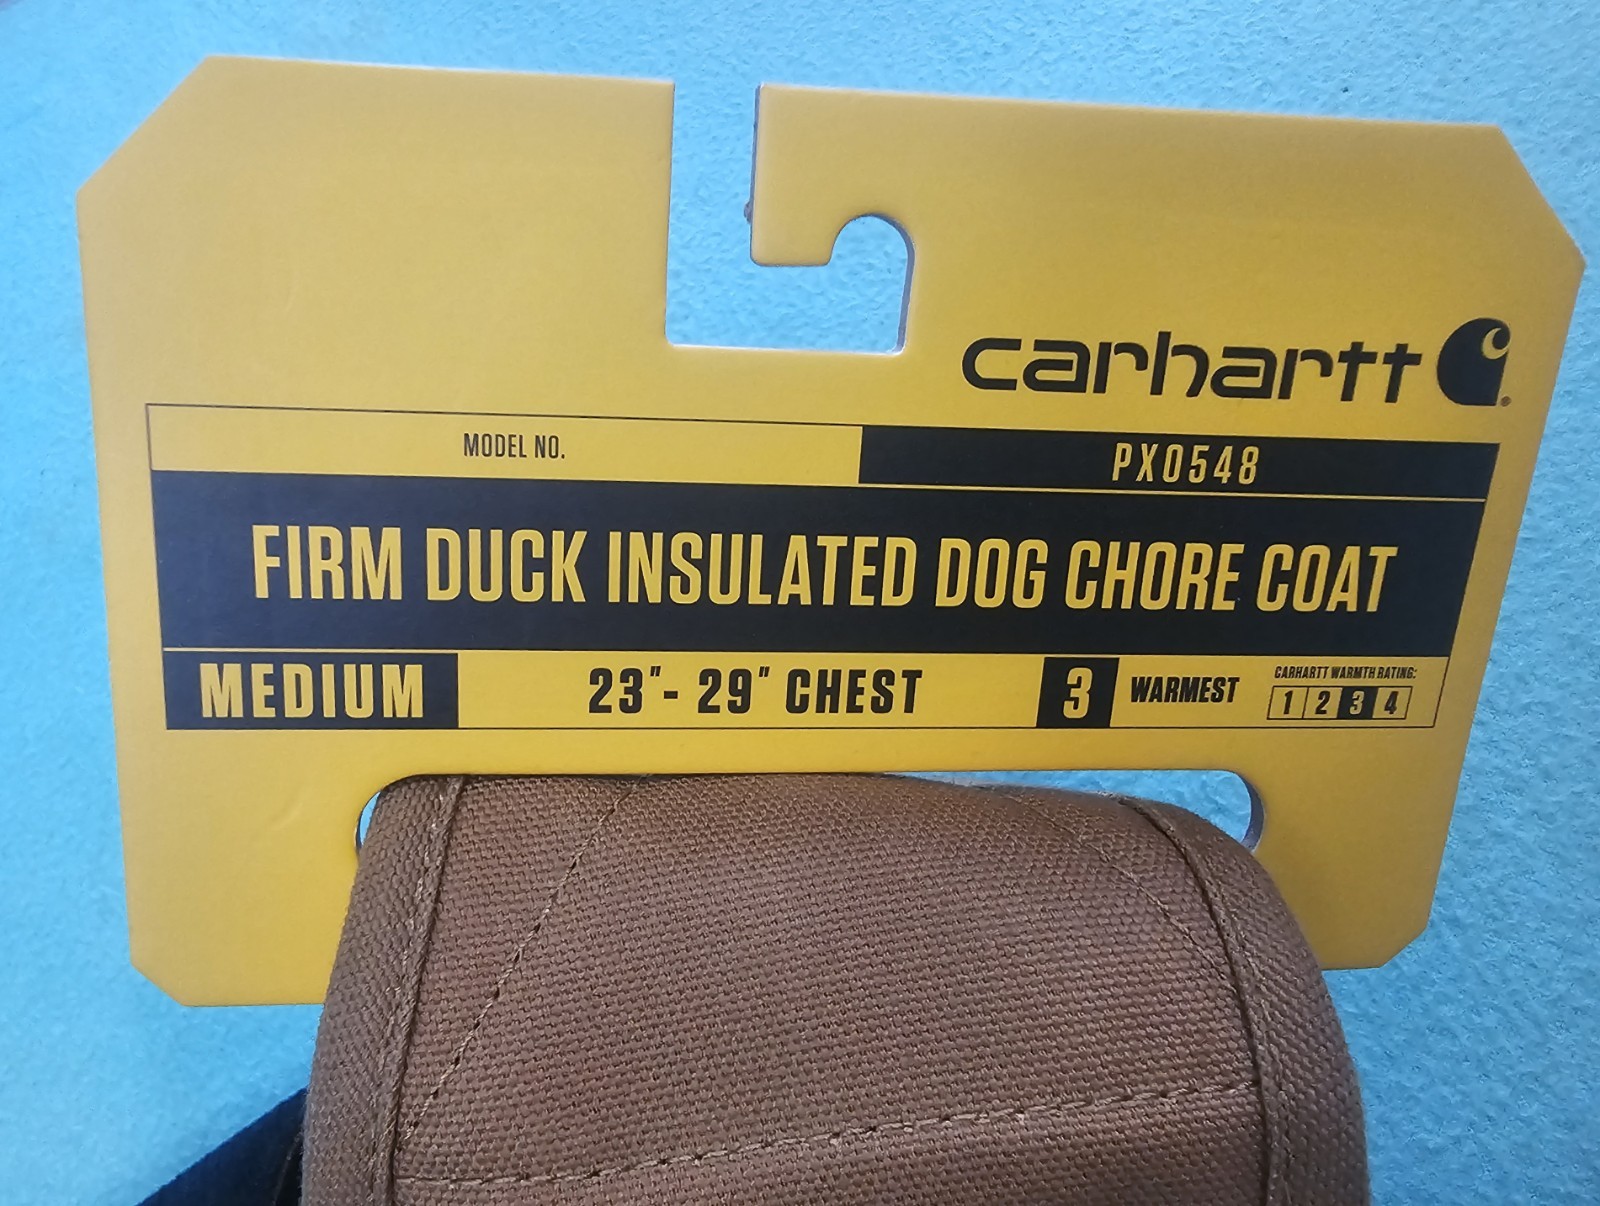 carhartt
MODEL NO. PX0548
FIRM DUCK INSULATED DOG CHORE COAT
MEDIUM 23"- 29" CHEST 3 WARMEST CARHARTT WARMTH RATING:
1 2 3 4